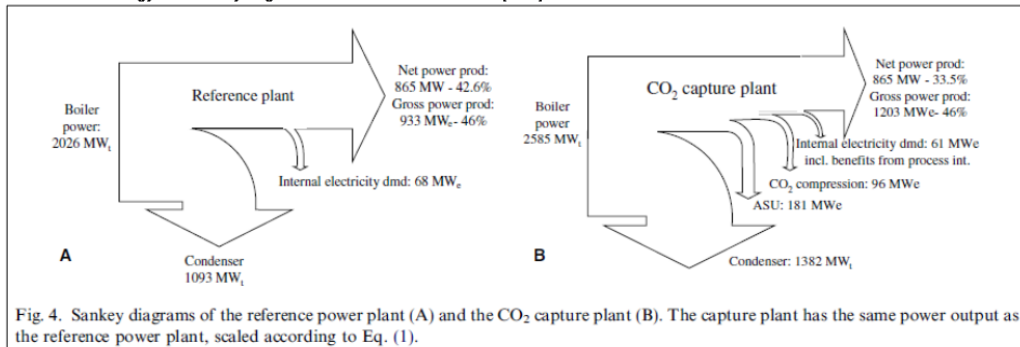 Net power prod:
865 MW - 42.6%
Gross power prod:
933 MWe- 46%
Reference plant
Boiler
power:
2026 MWt
Internal electricity dmd: 68 MWe
A
Condenser
1093 MWt
Net power prod:
865 MW - 33.5%
Gross power prod:
1203 MWe- 46%
CO2 capture plant
Boiler
power
2585 MWt
Internal electricity dmd: 61 MWe
incl. benefits from process int.
CO2 compression: 96 MWe
ASU: 181 MWe
B
Condenser: 1382 MWt
Fig. 4. Sankey diagrams of the reference power plant (A) and the CO2 capture plant (B). The capture plant has the same power output as
the reference power plant, scaled according to Eq. (1).